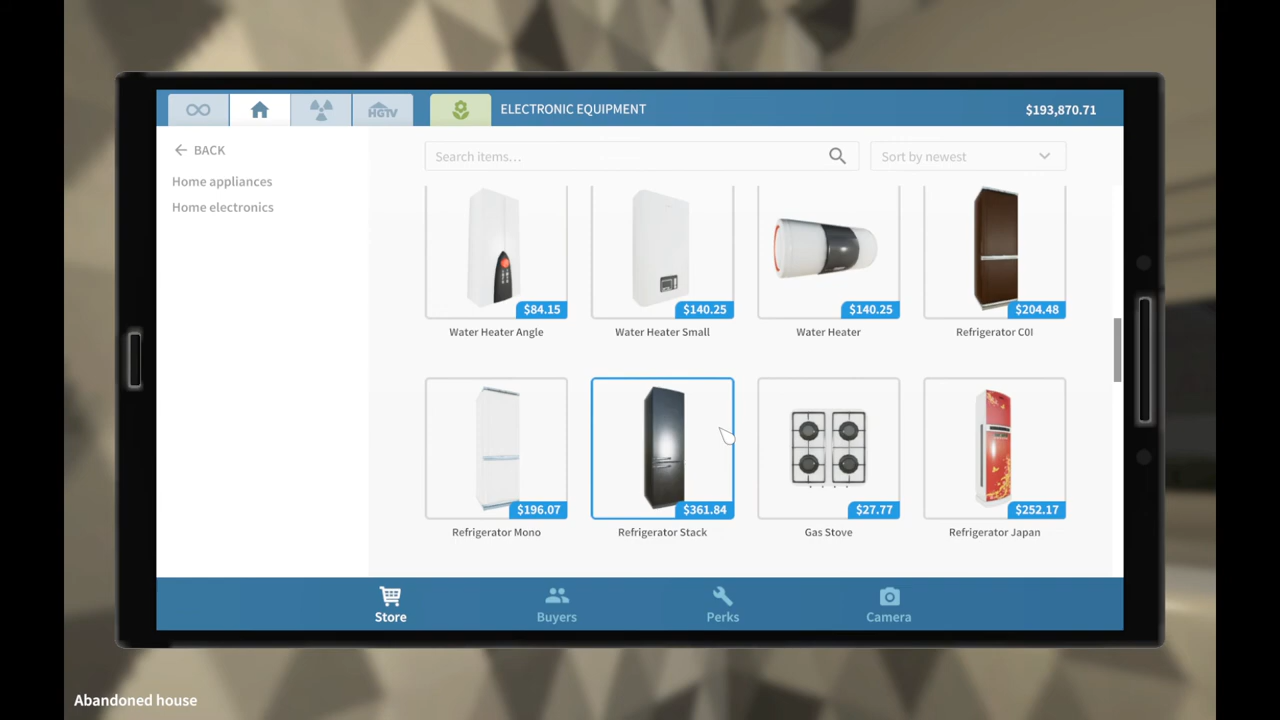 HGTV
ELECTRONIC EQUIPMENT
$193,870.71
BACK
Search items...
Sort by newest
Home appliances
Home electronics
$84.15
$140.25
$140.25
$204.48
Water Heater Angle
Water Heater Small
Water Heater
Refrigerator C0I
$196.07
$361.84
$27.77
$252.17
Refrigerator Mono
Refrigerator Stack
Gas Stove
Refrigerator Japan
Store
Buyers
Perks
Camera
Abandoned house